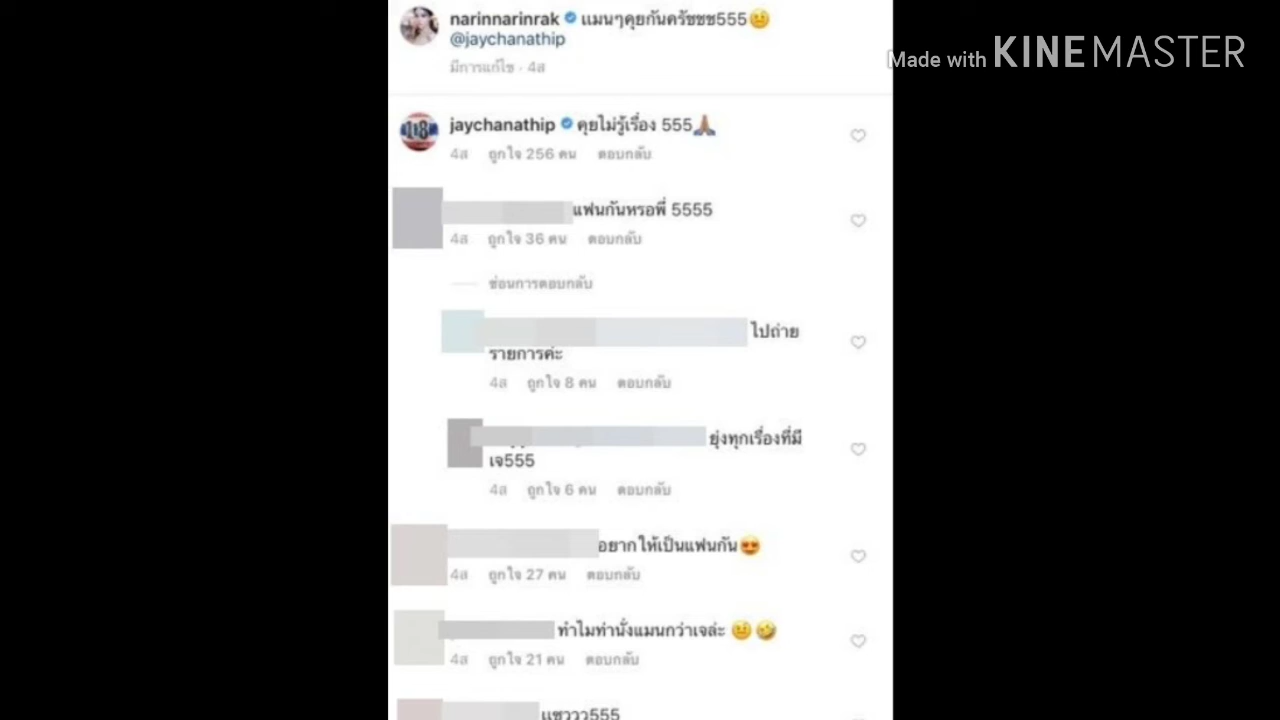 narinnarinrak แมนๆคุยกันครัชชช555
@jaychanathip
มีการแก้ไข · 4ส
Made with KINEMASTER
jaychanathip คุยไม่รู้เรื่อง 555
4ส ถูกใจ 256 คน ตอบกลับ
แฟนกันหรอพี่ 5555
4ส ถูกใจ 36 คน ตอบกลับ
ซ่อนการตอบกลับ
ไปถ่าย
รายการค่ะ
4ส ถูกใจ 8 คน ตอบกลับ
ยุ่งทุกเรื่องที่มี
เจ555
4ส ถูกใจ 6 คน ตอบกลับ
อยากให้เป็นแฟนกัน
4ส ถูกใจ 27 คน ตอบกลับ
ทำไมท่านั่งแมนกว่าเจล่ะ
4ส ถูกใจ 21 คน ตอบกลับ
แซววว555